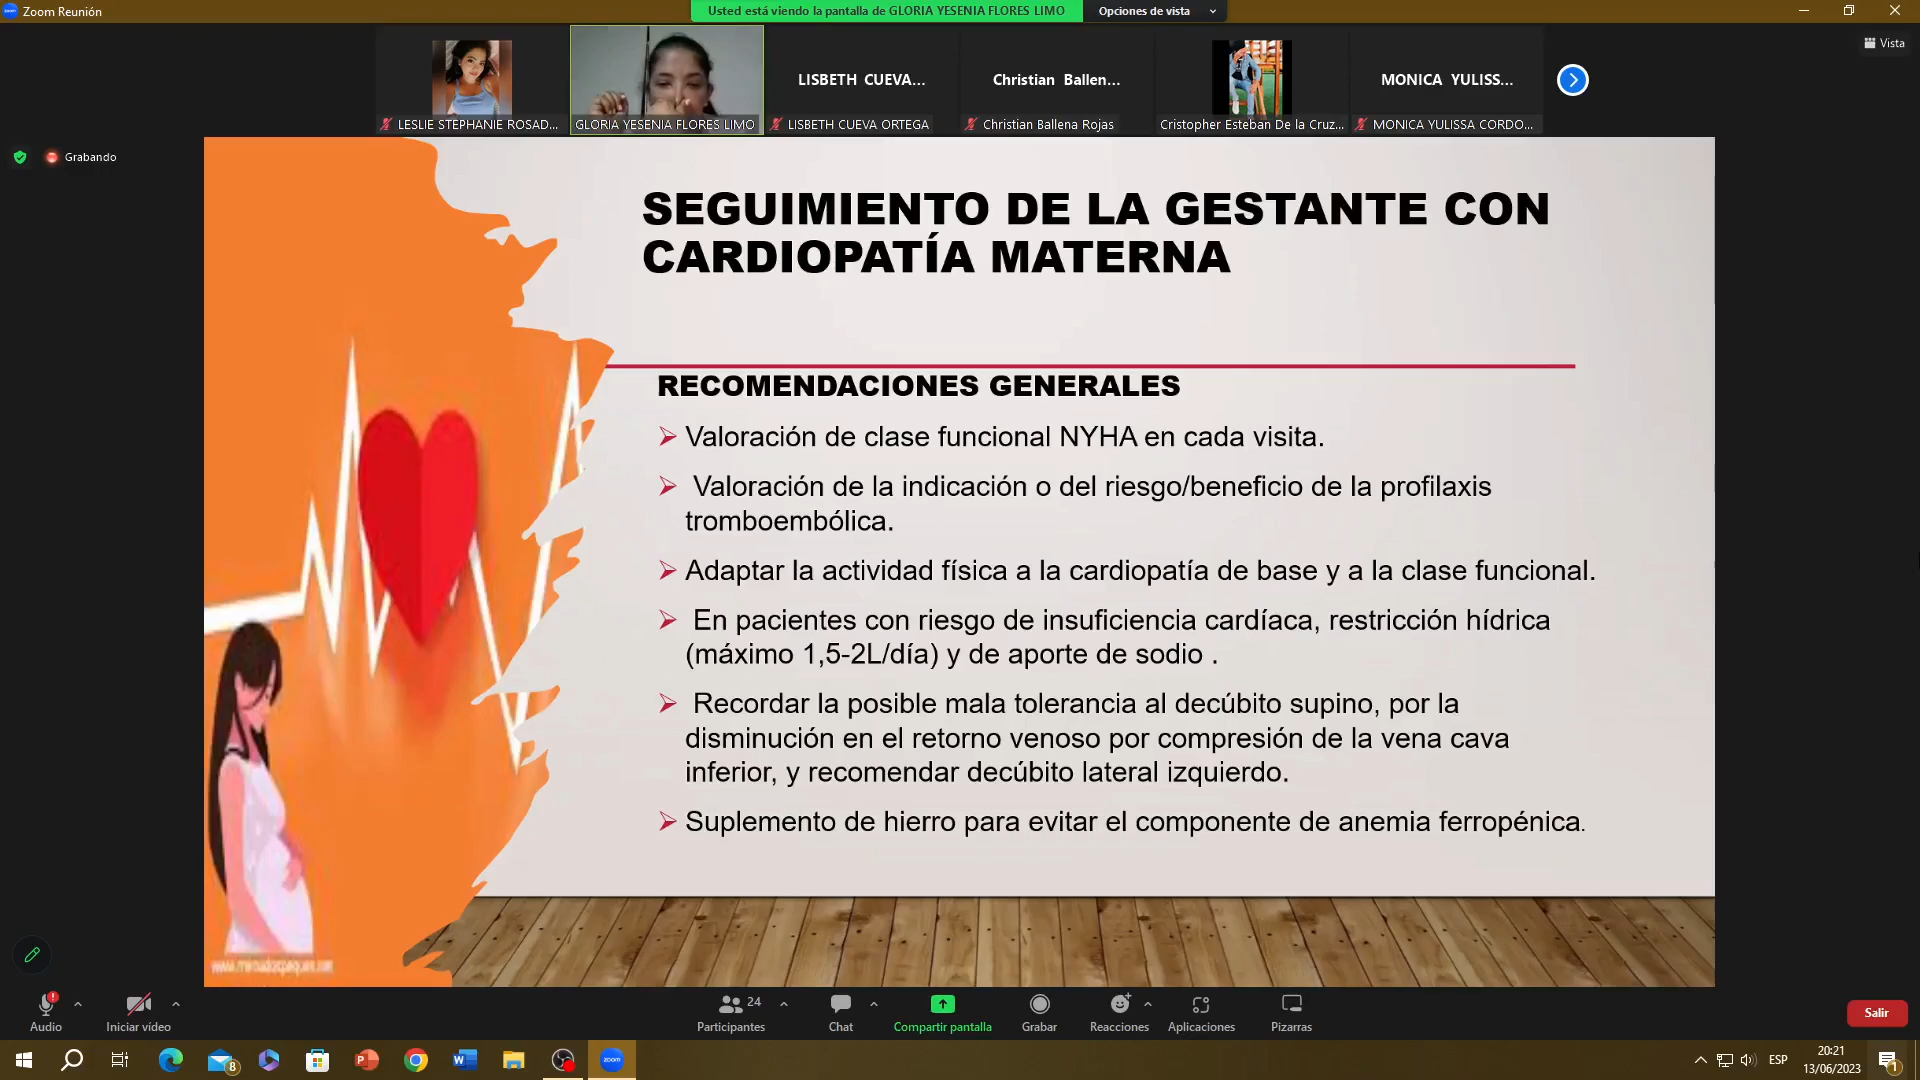 Zoom Reunión
Usted está viendo la pantalla de GLORIA YESENIA FLORES LIMO
Opciones de vista
Vista
LISBETH CUEVA...
Christian Ballen...
MONICA YULISS...
LESLIE STEPHANIE ROSAD...
GLORIA YESENIA FLORES LIMO
LISBETH CUEVA ORTEGA
Christian Ballena Rojas
Cristopher Esteban De la Cruz...
MONICA YULISSA CORDO...
Grabando
SEGUIMIENTO DE LA GESTANTE CON
CARDIOPATÍA MATERNA
RECOMENDACIONES GENERALES
Valoración de clase funcional NYHA en cada visita.
Valoración de la indicación o del riesgo/beneficio de la profilaxis
tromboembólica.
Adaptar la actividad física a la cardiopatía de base y a la clase funcional.
En pacientes con riesgo de insuficiencia cardíaca, restricción hídrica
(máximo 1,5-2L/día) y de aporte de sodio .
Recordar la posible mala tolerancia al decúbito supino, por la
disminución en el retorno venoso por compresión de la vena cava
inferior, y recomendar decúbito lateral izquierdo.
Suplemento de hierro para evitar el componente de anemia ferropénica.
Audio
Iniciar vídeo
24
Participantes
Chat
Compartir pantalla
Grabar
Reacciones
Aplicaciones
Pizarras
Salir
8
zoom
ESP
20:21
13/06/2023
1